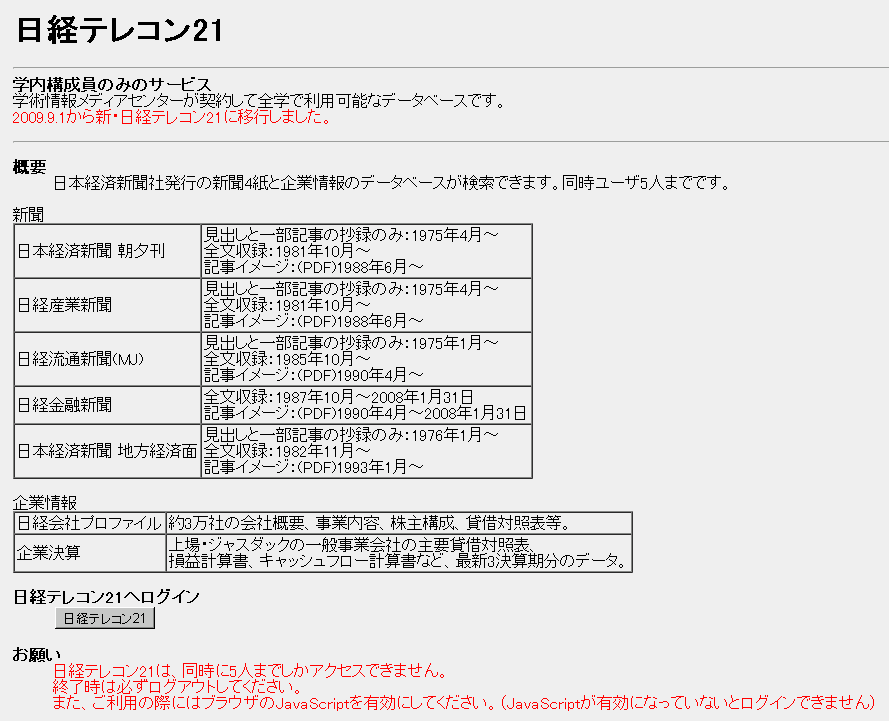 日経テレコン21
学内構成員のみのサービス
学術情報メディアセンターが契約して全学で利用可能なデータベースです。
2009.9.1から新・日経テレコン21に移行しました。
概要
日本経済新聞社発行の新聞4紙と企業情報のデータベースが検索できます。同時ユーザ5人までです。
新聞
日本経済新聞 朝夕刊
見出しと一部記事の抄録のみ：1975年4月～
全文収録：1981年10月～
記事イメージ：(PDF)1988年6月～
日経産業新聞
見出しと一部記事の抄録のみ：1975年4月～
全文収録：1981年10月～
記事イメージ：(PDF)1988年6月～
日経流通新聞(MJ)
見出しと一部記事の抄録のみ：1975年1月～
全文収録：1985年10月～
記事イメージ：(PDF)1990年4月～
日経金融新聞
全文収録：1987年10月～2008年1月31日
記事イメージ：(PDF)1990年4月～2008年1月31日
日本経済新聞 地方経済面
見出しと一部記事の抄録のみ：1976年1月～
全文収録：1982年11月～
記事イメージ：(PDF)1993年1月～
企業情報
日経会社プロファイル
約3万社の会社概要、事業内容、株主構成、貸借対照表等。
企業決算
上場・ジャスダックの一般事業会社の主要貸借対照表、
損益計算書、キャッシュフロー計算書など、最新3決算期分のデータ。
日経テレコン21へログイン
日経テレコン21
お願い
日経テレコン21は、同時に5人までしかアクセスできません。
終了時は必ずログアウトしてください。
また、ご利用の際にはブラウザのJavaScriptを有効にしてください。（JavaScriptが有効になっていないとログインできません）